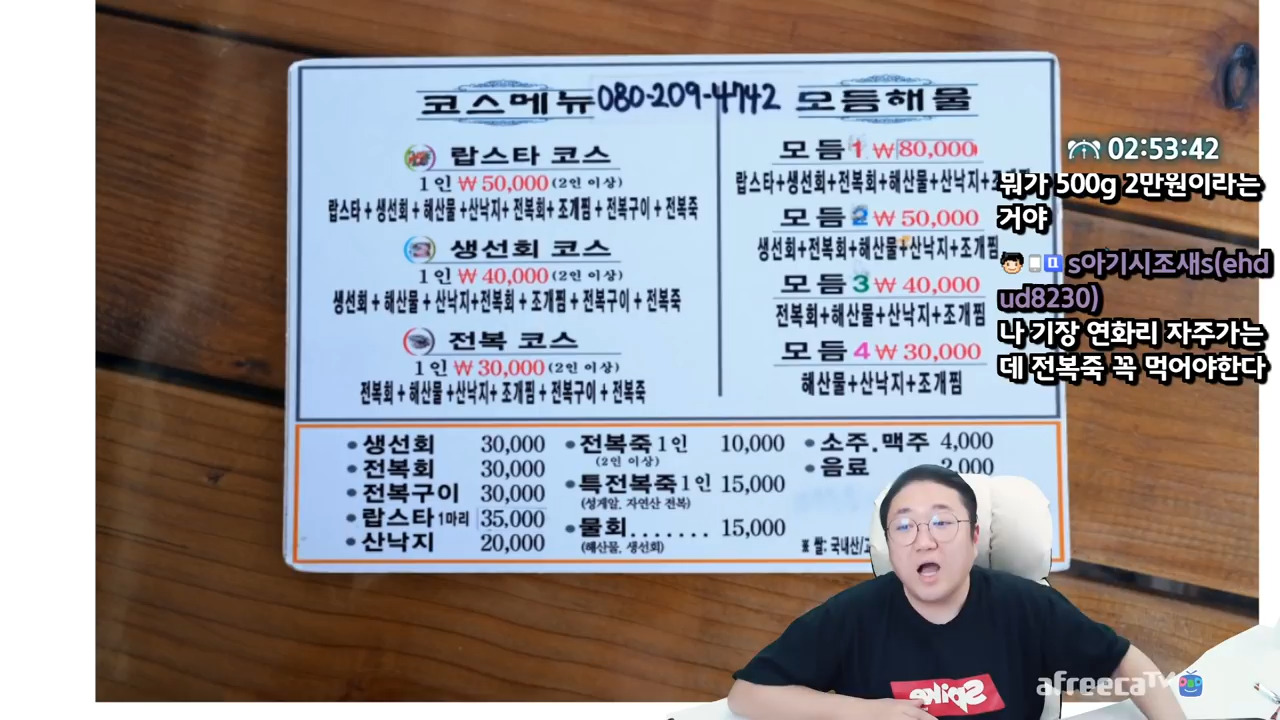 코스메뉴 080-209-4742 모듬해물
랍스타 코스
1인 ₩50,000 (2인 이상)
랍스타 + 생선회 + 해산물 +산낙지+ 전복회+ 조개찜 + 전복구이 + 전복죽
생선회 코스
1인 ₩40,000 (2인 이상)
생선회 + 해산물 + 산낙지+전복회 + 조개찜 + 전복구이 + 전복죽
전복 코스
1인 ₩30,000 (2인 이상)
전복회 + 해산물 +산낙지+ 조개찜 + 전복구이 + 전복죽
모듬1 ₩80,000
랍스타+생선회+전복회+해산물+산낙지+조
모듬2 ₩50,000
생선회+전복회+해산물+산낙지+조개찜
모듬3 ₩40,000
전복회+해산물+산낙지+조개찜
모듬4 ₩30,000
해산물+산낙지+조개찜
• 생선회 30,000
• 전복회 30,000
• 전복구이 30,000
• 랍스타 1마리 35,000
• 산낙지 20,000
• 전복죽 1인 10,000
(2인 이상)
• 특전복죽 1인 15,000
(성게알, 자연산 전복)
• 물회....... 15,000
(해산물, 생선회)
• 소주.맥주 4,000
• 음료 2,000
※ 쌀: 국내산/고
02:53:42
뭐가 500g 2만원이라는
거야
s아기시조새s(ehd
ud8230)
나 기장 연화리 자주가는
데 전복죽 꼭 먹어야한다
afreecaTV